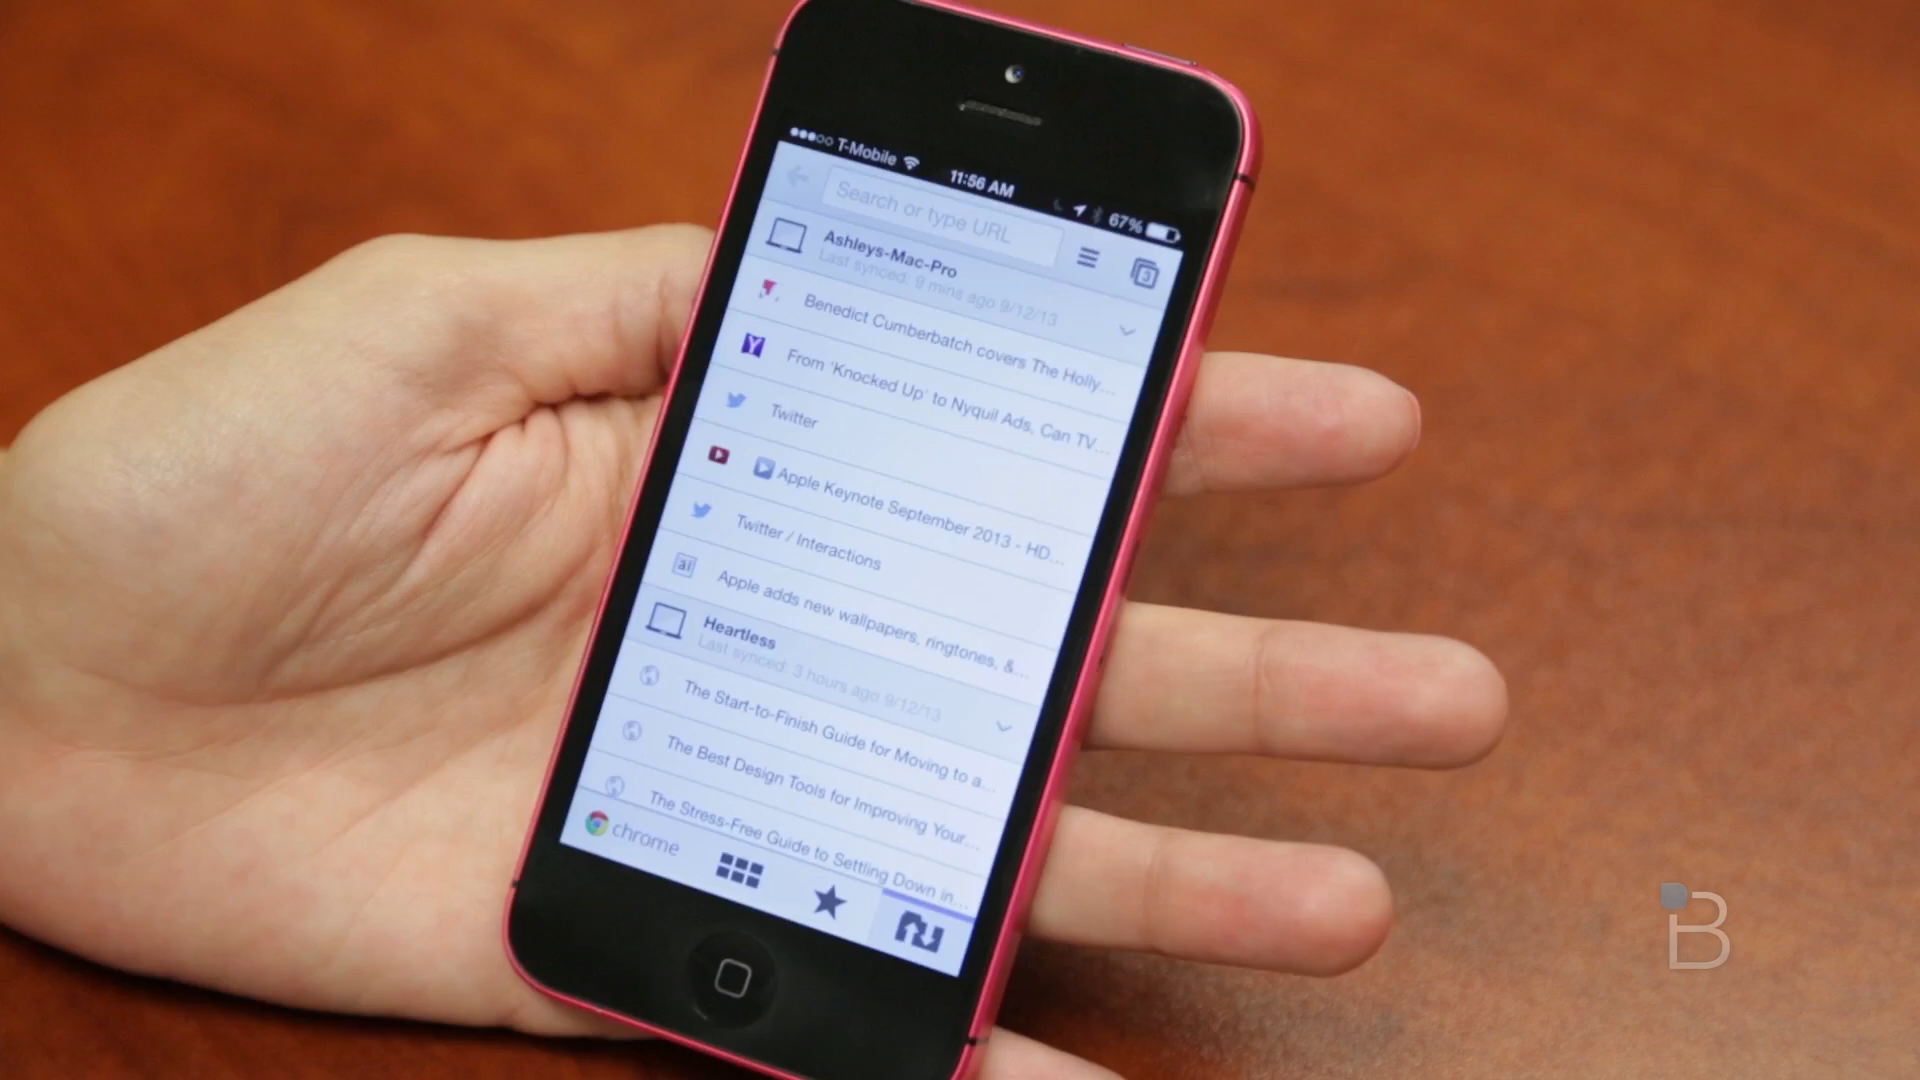 T-Mobile
11:56 AM
67%
Search or type URL
3
Ashleys-Mac-Pro
Last synced: 9 mins ago 9/12/13
Benedict Cumberbatch covers The Holly...
Y
From 'Knocked Up' to Nyquil Ads, Can TV...
Twitter
Apple Keynote September 2013 - HD...
Twitter / Interactions
ai
Apple adds new wallpapers, ringtones, &...
Heartless
Last synced: 3 hours ago 9/12/13
The Start-to-Finish Guide for Moving to a...
The Best Design Tools for Improving Your...
The Stress-Free Guide to Settling Down in...
chrome
B